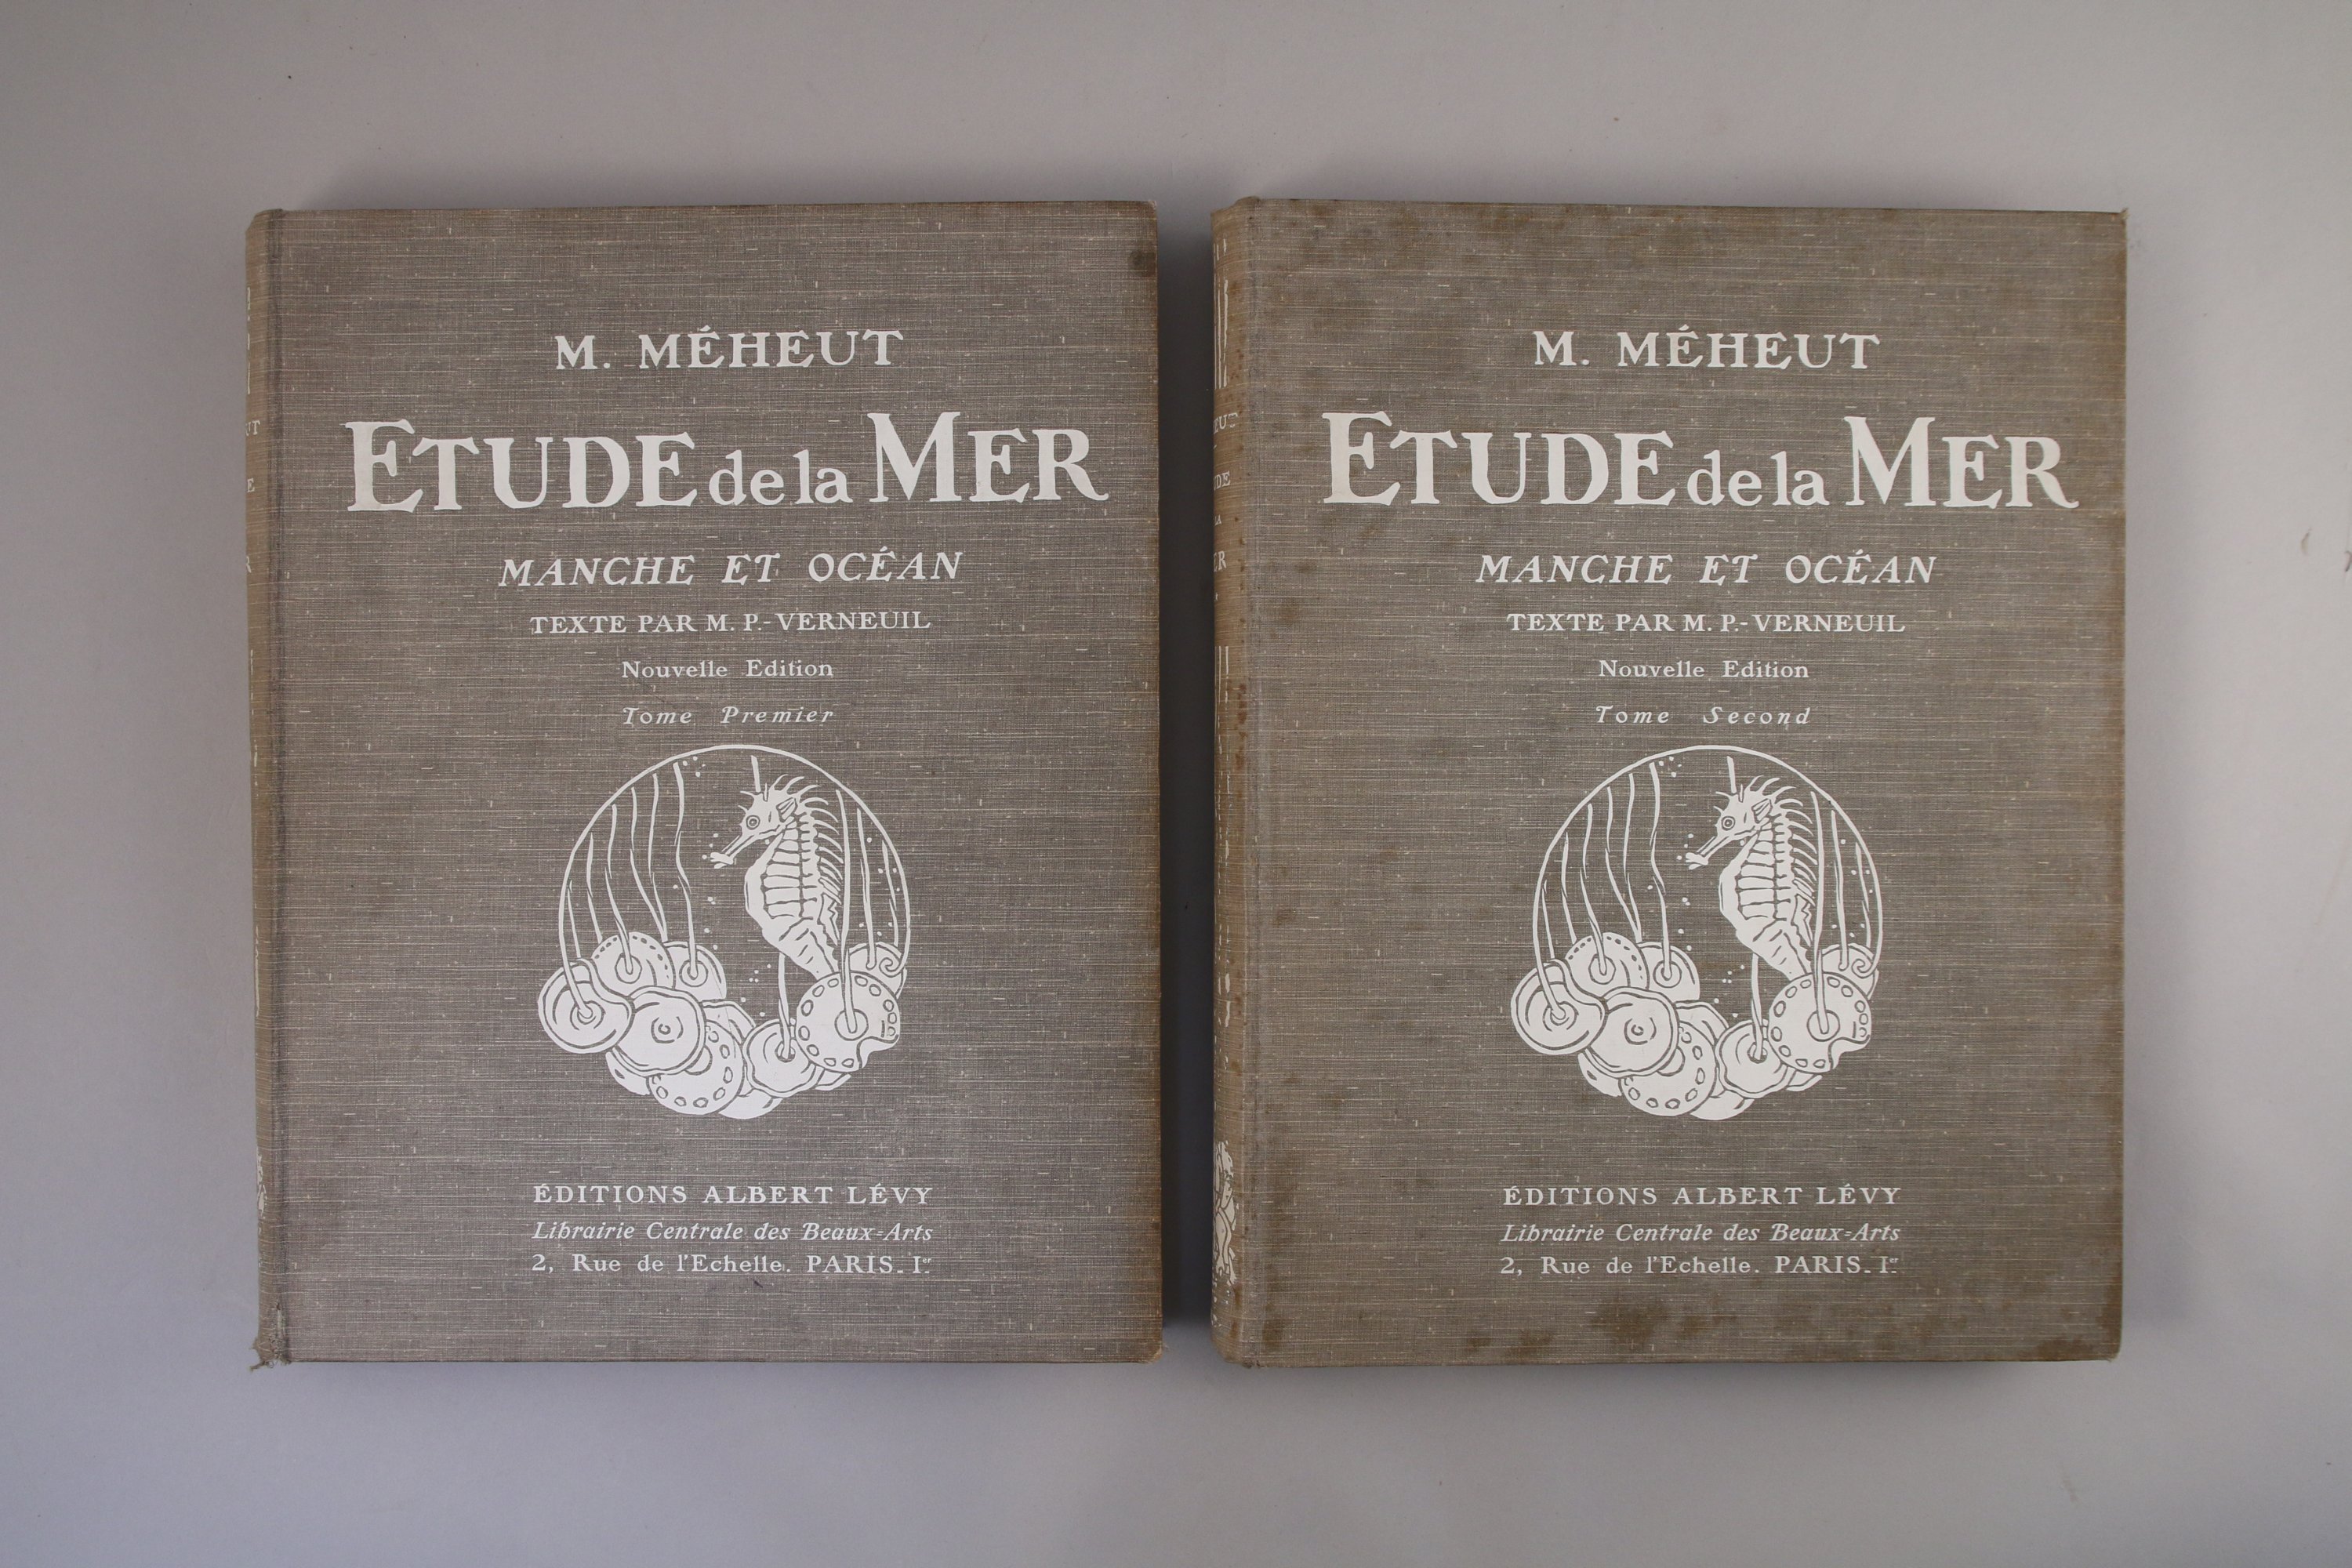 M. MÉHEUT
ETUDE de la MER
MANCHE ET OCÉAN
TEXTE PAR M. P.-VERNEUIL
Nouvelle Edition
Tome Premier
ÉDITIONS ALBERT LÉVY
Librairie Centrale des Beaux-Arts
2, Rue de l'Echelle. PARIS. Ier
M. MÉHEUT
ETUDE de la MER
MANCHE ET OCÉAN
TEXTE PAR M. P.-VERNEUIL
Nouvelle Edition
Tome Second
ÉDITIONS ALBERT LÉVY
Librairie Centrale des Beaux-Arts
2, Rue de l'Echelle. PARIS. Ier